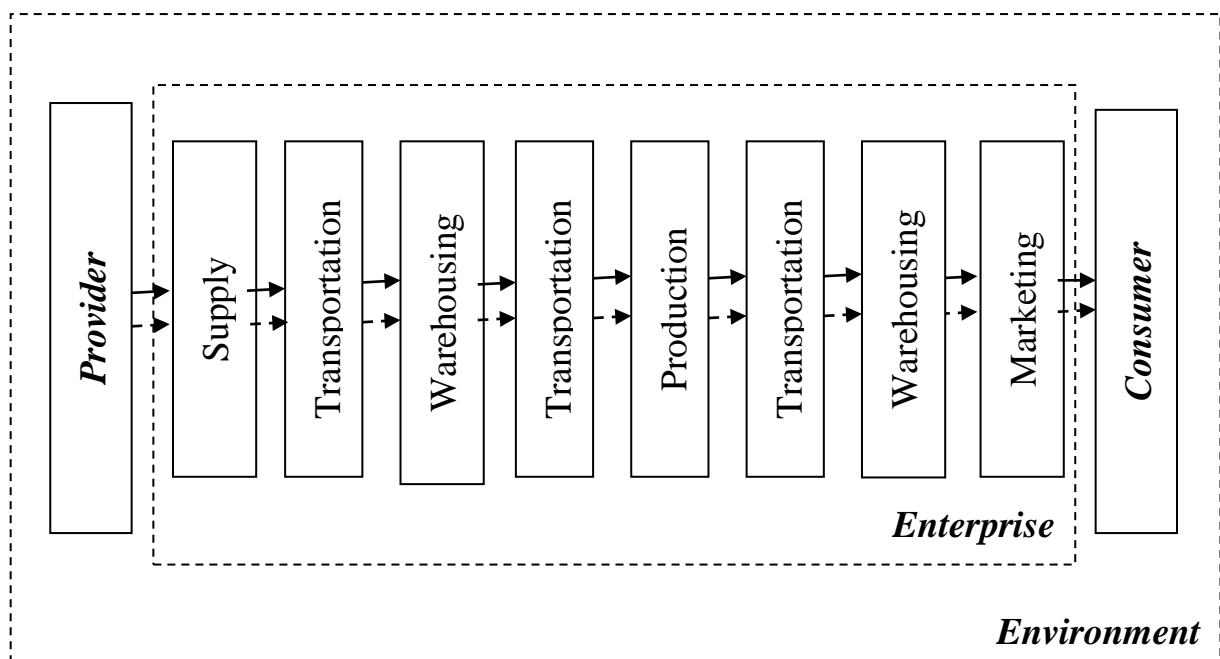 Provider
Supply
Transportation
Warehousing
Transportation
Production
Transportation
Warehousing
Marketing
Consumer
Enterprise
Environment